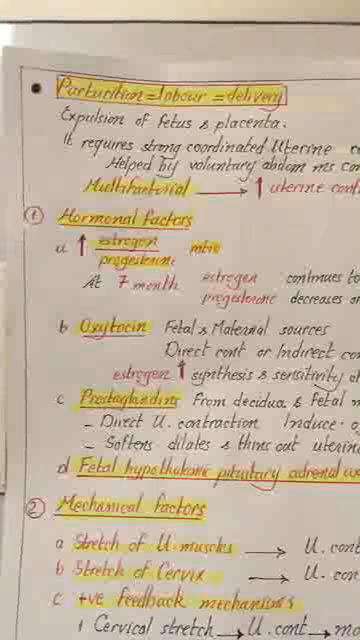 Parturition = labour = delivery
Expulsion of fetus & placenta.
It requires strong coordinated Uterine
Helped by voluntary abdom ms
Multifactorial → ↑ uterine
① Hormonal factors
a ↑ estrogen ratio
progesterone
At 7 month estrogen continues to
progesterone decreases
b Oxytocin Fetal & Maternal sources
Direct cont or Indirect
estrogen ↑ synthesis & sensitivity
c Prostaglandins From decidua & fetal
- Direct U. contraction Induce
- Softens dilates & thins out
d Fetal hypothalamic pituitary adrenal
② Mechanical factors
a Stretch of U. muscles → U. cont
b Stretch of Cervix → U. con
c +ve feedback mechanisms
1 Cervical stretch → U. cont →